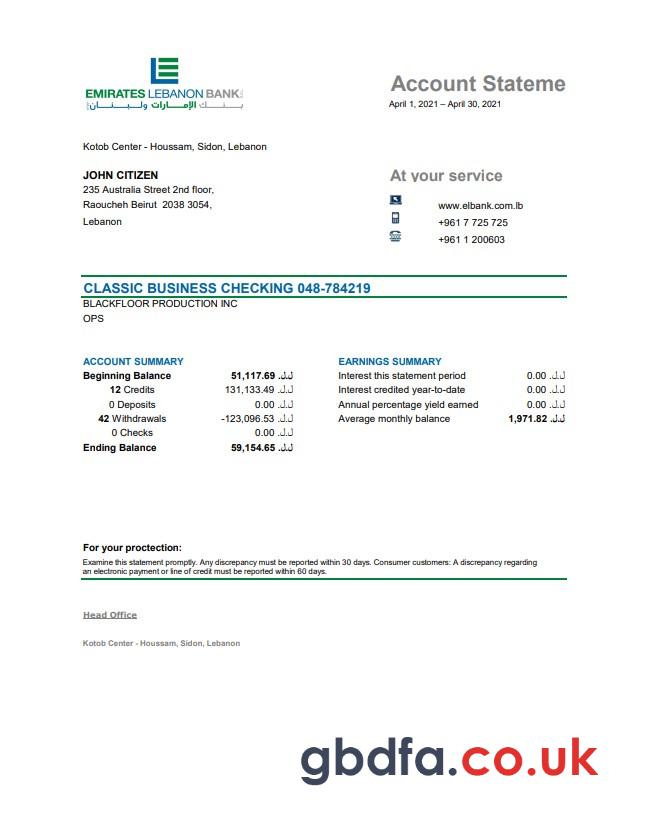 EMIRATES LEBANON BANK
بنـك الإمـارات ولبـنـان
Account Stateme
April 1, 2021 – April 30, 2021
Kotob Center - Houssam, Sidon, Lebanon
JOHN CITIZEN
235 Australia Street 2nd floor,
Raoucheh Beirut 2038 3054,
Lebanon
At your service
www.elbank.com.lb
+961 7 725 725
+961 1 200603
CLASSIC BUSINESS CHECKING 048-784219
BLACKFLOOR PRODUCTION INC
OPS
ACCOUNT SUMMARY
Beginning Balance 51,117.69 ل.ل.
12 Credits 131,133.49 ل.ل.
0 Deposits 0.00 ل.ل.
42 Withdrawals -123,096.53 ل.ل.
0 Checks 0.00 ل.ل.
Ending Balance 59,154.65 ل.ل.
EARNINGS SUMMARY
Interest this statement period 0.00 ل.ل.
Interest credited year-to-date 0.00 ل.ل.
Annual percentage yield earned 0.00 ل.ل.
Average monthly balance 1,971.82 ل.ل.
For your proctection:
Examine this statement promptly. Any discrepancy must be reported within 30 days. Consumer customers: A discrepancy regarding
an electronic payment or line of credit must be reported within 60 days.
Head Office
Kotob Center - Houssam, Sidon, Lebanon
gbdfa.co.uk